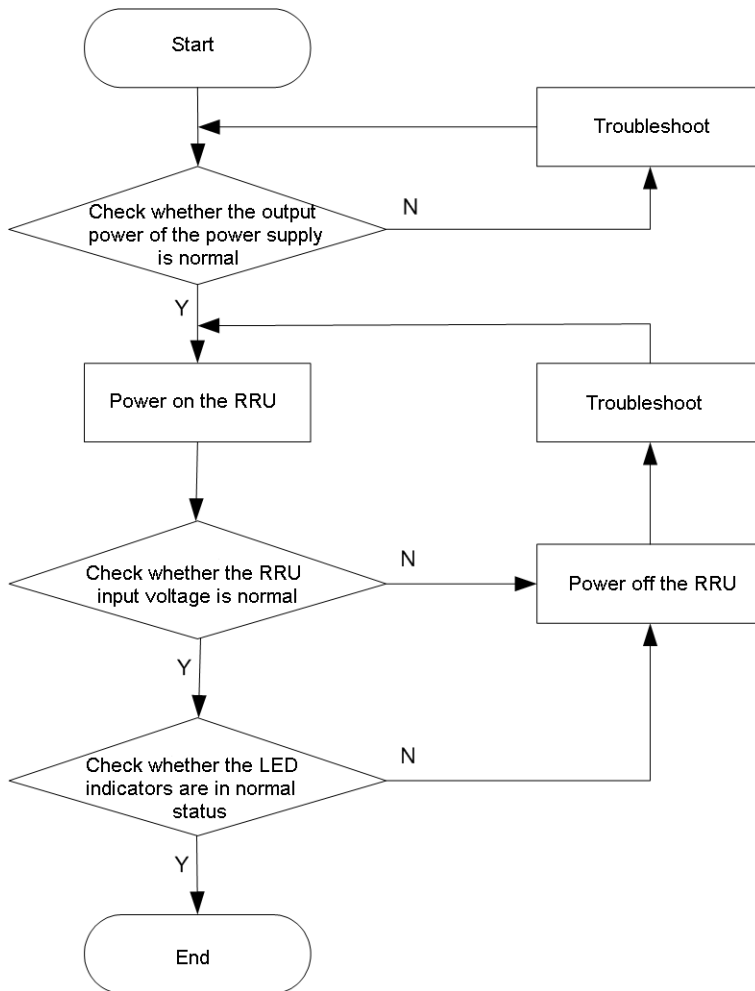 Start
Troubleshoot
Check whether the output
power of the power supply
is normal
N
Y
Power on the RRU
Troubleshoot
Check whether the RRU
input voltage is normal
N
Power off the RRU
Y
Check whether the LED
indicators are in normal
status
N
Y
End